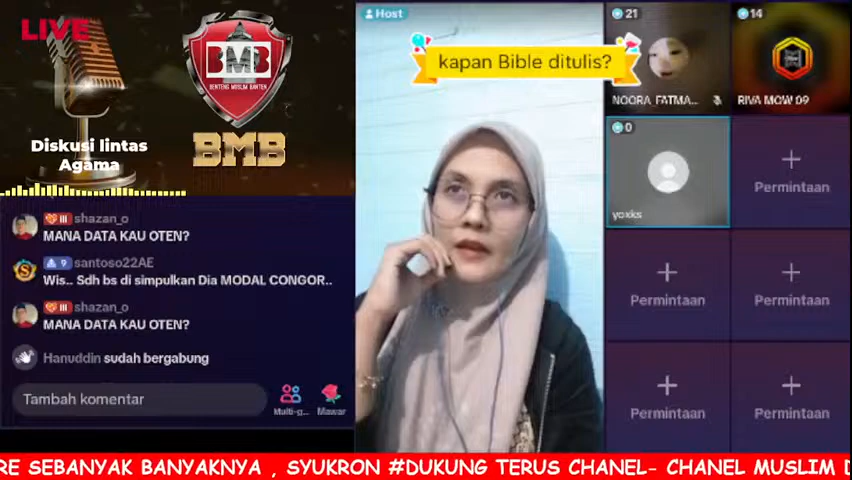 LIVE
BMB
BENTENG MUSLIM BANTEN
Diskusi lintas
Agama
BMB
shazan_o
MANA DATA KAU OTEN?
9 santoso22AE
Wis.. Sdh bs di simpulkan Dia MODAL CONGOR..
shazan_o
MANA DATA KAU OTEN?
Hanuddin sudah bergabung
Tambah komentar
Multi-g...
Mawar
Host
kapan Bible ditulis?
21
NOORA_FATMA...
14
RIVA MOW 09
0
yoxks
Permintaan
Permintaan
Permintaan
Permintaan
Permintaan
RE SEBANYAK BANYAKNYA , SYUKRON #DUKUNG TERUS CHANEL- CHANEL MUSLIM D